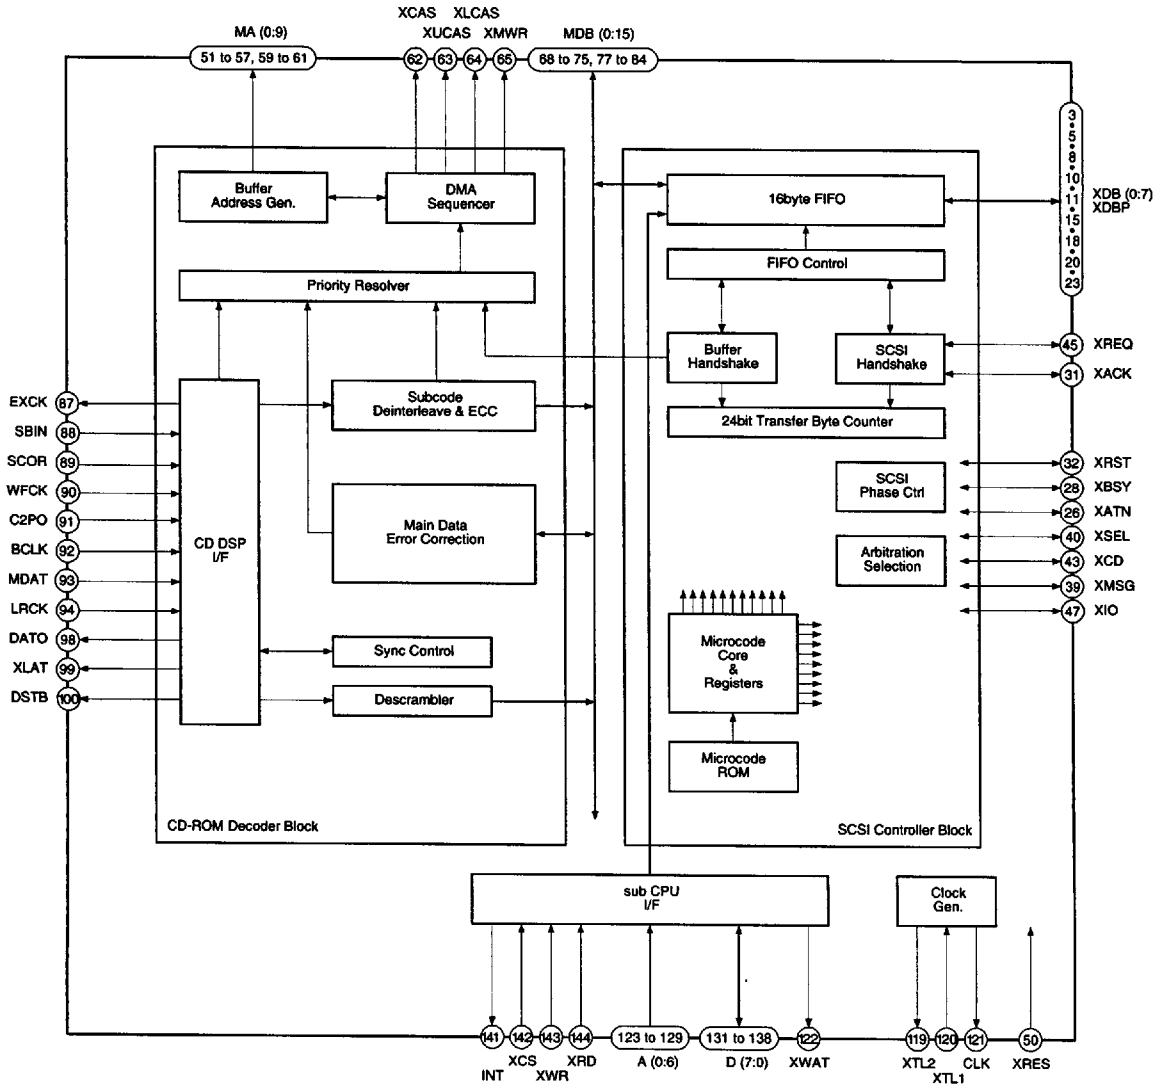 XCAS XLCAS
MA (0:9) XUCAS XMWR MDB (0:15)
51 to 57, 59 to 61 62 63 64 65 68 to 75, 77 to 84
3
5
8
10
11
15
18
20
23
XDB (0:7)
XDBP
Buffer
Address Gen.
DMA
Sequencer
Priority Resolver
Subcode
Deinterleave & ECC
Main Data
Error Correction
CD DSP
I/F
Sync Control
Descrambler
CD-ROM Decoder Block
EXCK 87
SBIN 88
SCOR 89
WFCK 90
C2PO 91
BCLK 92
MDAT 93
LRCK 94
DATO 98
XLAT 99
DSTB 100
16byte FIFO
FIFO Control
Buffer
Handshake
SCSI
Handshake
24bit Transfer Byte Counter
SCSI
Phase Ctrl
Arbitration
Selection
Microcode
Core
&
Registers
Microcode
ROM
SCSI Controller Block
45 XREQ
31 XACK
32 XRST
28 XBSY
26 XATN
40 XSEL
43 XCD
39 XMSG
47 XIO
sub CPU
I/F
Clock
Gen.
141 142 143 144 123 to 129 131 to 138 122 119 120 121 50
XCS XRD A (0:6) D (7:0) XWAT XTL2 CLK XRES
INT XWR XTL1